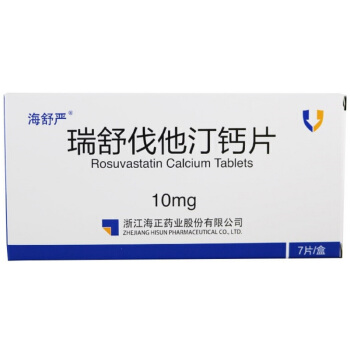 海舒严®
瑞舒伐他汀钙片
Rosuvastatin Calcium Tablets
10mg
浙江海正药业股份有限公司
ZHEJIANG HISUN PHARMACEUTICAL CO., LTD.
7片/盒